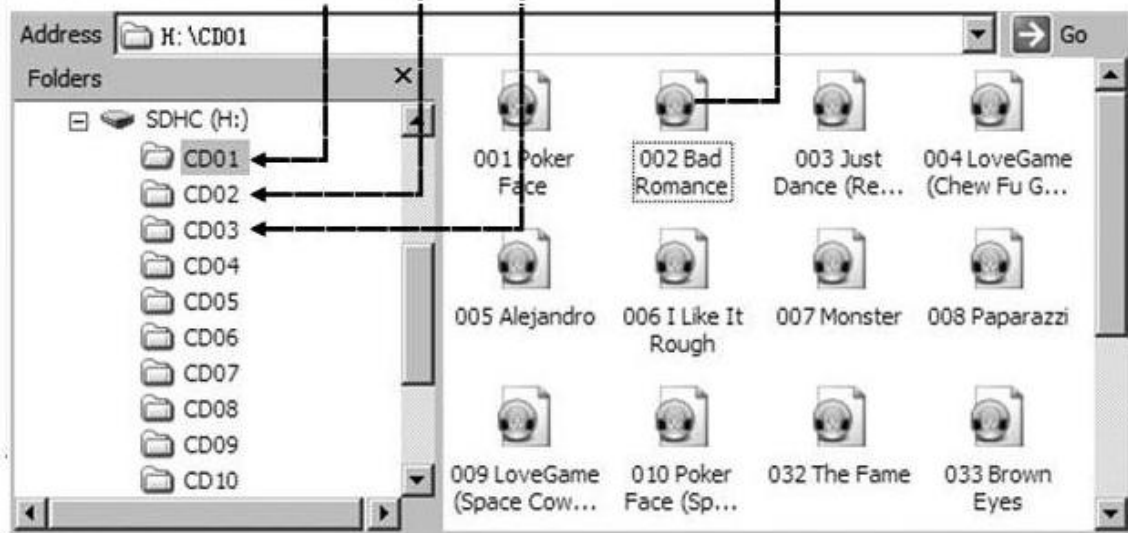 Address H:\CD01 Go
Folders ×
SDHC (H:)
CD01
CD02
CD03
CD04
CD05
CD06
CD07
CD08
CD09
CD10
001 Poker
Face
002 Bad
Romance
003 Just
Dance (Re...
004 LoveGame
(Chew Fu G...
005 Alejandro
006 I Like It
Rough
007 Monster
008 Paparazzi
009 LoveGame
(Space Cow...
010 Poker
Face (Sp...
032 The Fame
033 Brown
Eyes